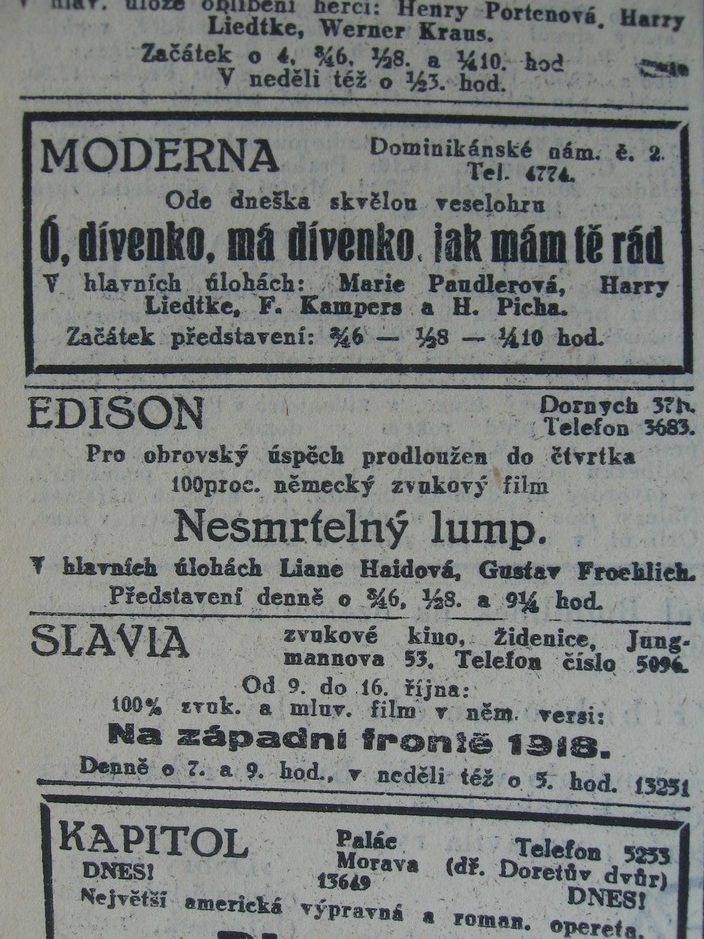 V hlav. úloze oblíbení herci: Henry Portenová, Harry
Liedtke, Werner Kraus.
Začátek o 4, ¾6, ½8. a ¼10. hod
V neděli též o ½3. hod.
MODERNA
Dominikánské nám. č. 2.
Tel. 4774.
Ode dneška skvělou veselohru
Ó, dívenko, má dívenko, jak mám tě rád
V hlavních úlohách: Marie Paudlerová, Harry
Liedtke, F. Kampers a H. Picha.
Začátek představení: ¾6 — ½8 — ¼10 hod.
EDISON
Dornych 37h.
Telefon 3683.
Pro obrovský úspěch prodloužen do čtvrtka
100proc. německý zvukový film
Nesmrtelný lump.
V hlavních úlohách Liane Haidová, Gustav Froehlich.
Představení denně o ¾6, ½8. a 9¼ hod.
SLAVIA
zvukové kino, Židenice, Jung-
mannova 53. Telefon číslo 5096.
Od 9. do 16. října:
100% zvuk. a mluv. film v něm. versi:
Na západní frontě 1918.
Denně o 7. a 9. hod., v neděli též o 5. hod. 13251
KAPITOL
Palác
Morava
Telefon 5233
(dř. Doretův dvůr)
DNES!
13649
DNES!
Největší americká výpravná a roman. opereta.